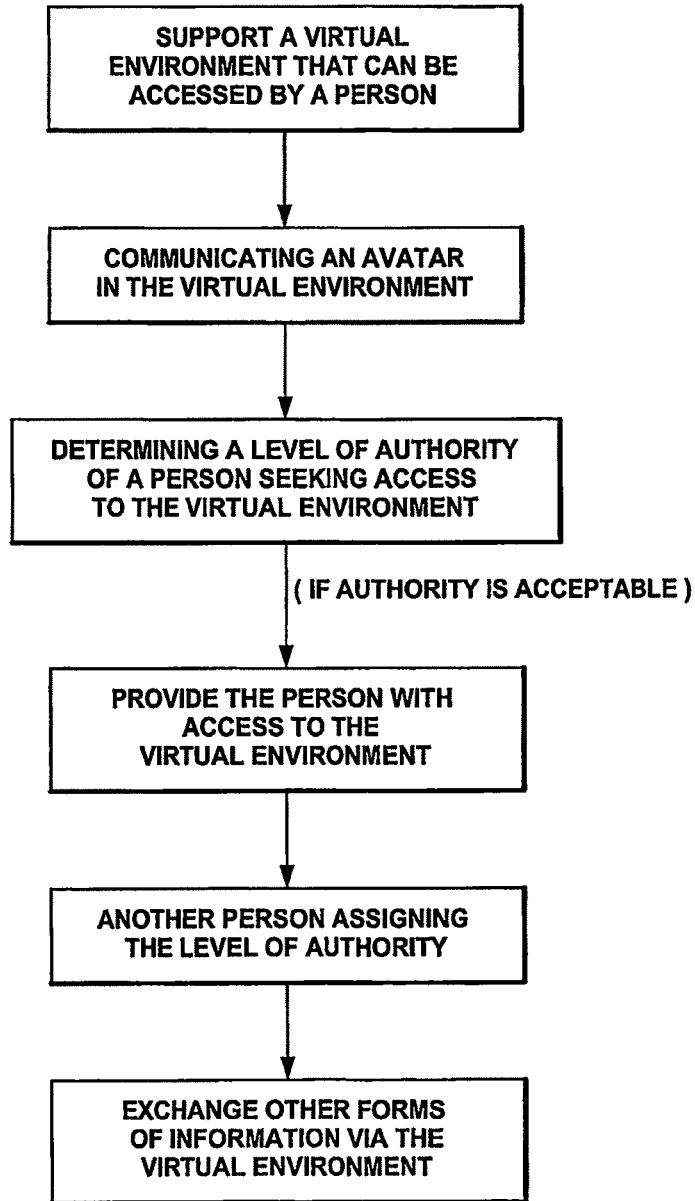 SUPPORT A VIRTUAL
ENVIRONMENT THAT CAN BE
ACCESSED BY A PERSON
COMMUNICATING AN AVATAR
IN THE VIRTUAL ENVIRONMENT
DETERMINING A LEVEL OF AUTHORITY
OF A PERSON SEEKING ACCESS
TO THE VIRTUAL ENVIRONMENT
( IF AUTHORITY IS ACCEPTABLE )
PROVIDE THE PERSON WITH
ACCESS TO THE
VIRTUAL ENVIRONMENT
ANOTHER PERSON ASSIGNING
THE LEVEL OF AUTHORITY
EXCHANGE OTHER FORMS
OF INFORMATION VIA THE
VIRTUAL ENVIRONMENT